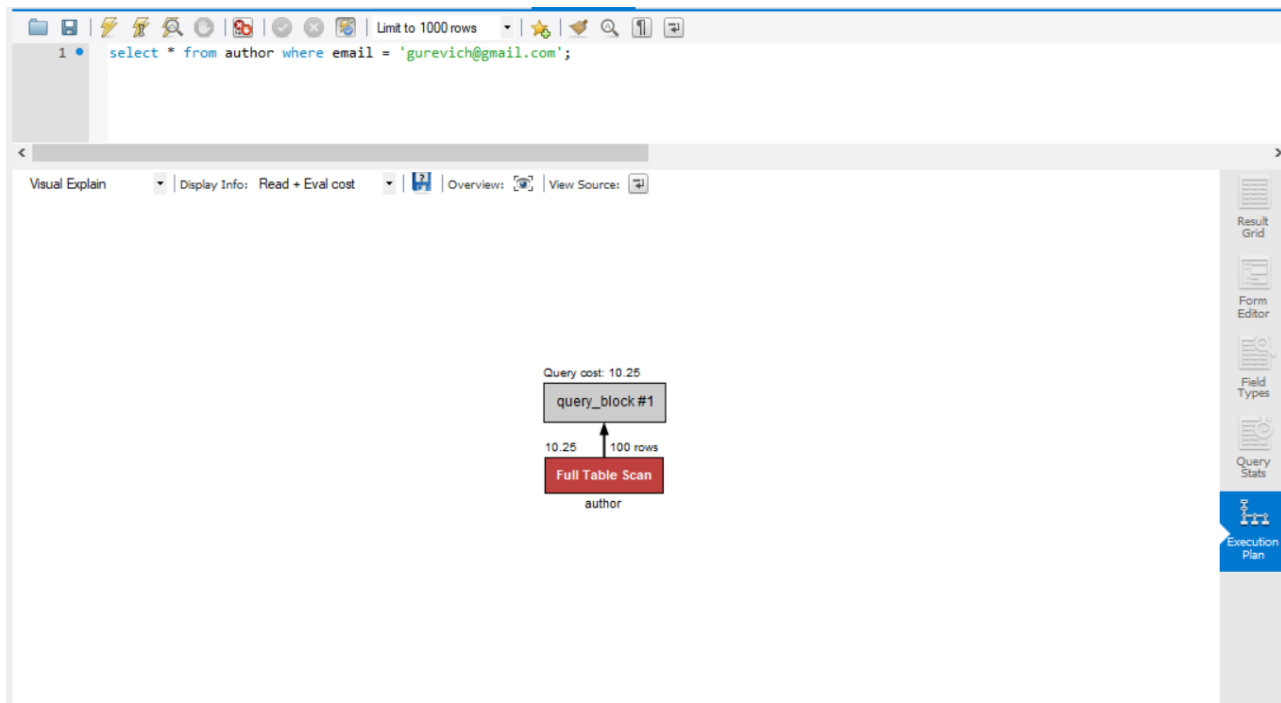 Limit to 1000 rows
1 select * from author where email = 'gurevich@gmail.com';
Visual Explain Display Info: Read + Eval cost Overview: View Source:
Result
Grid
Form
Editor
Field
Types
Query
Stats
Execution
Plan
Query cost: 10.25
query_block #1
10.25 100 rows
Full Table Scan
author